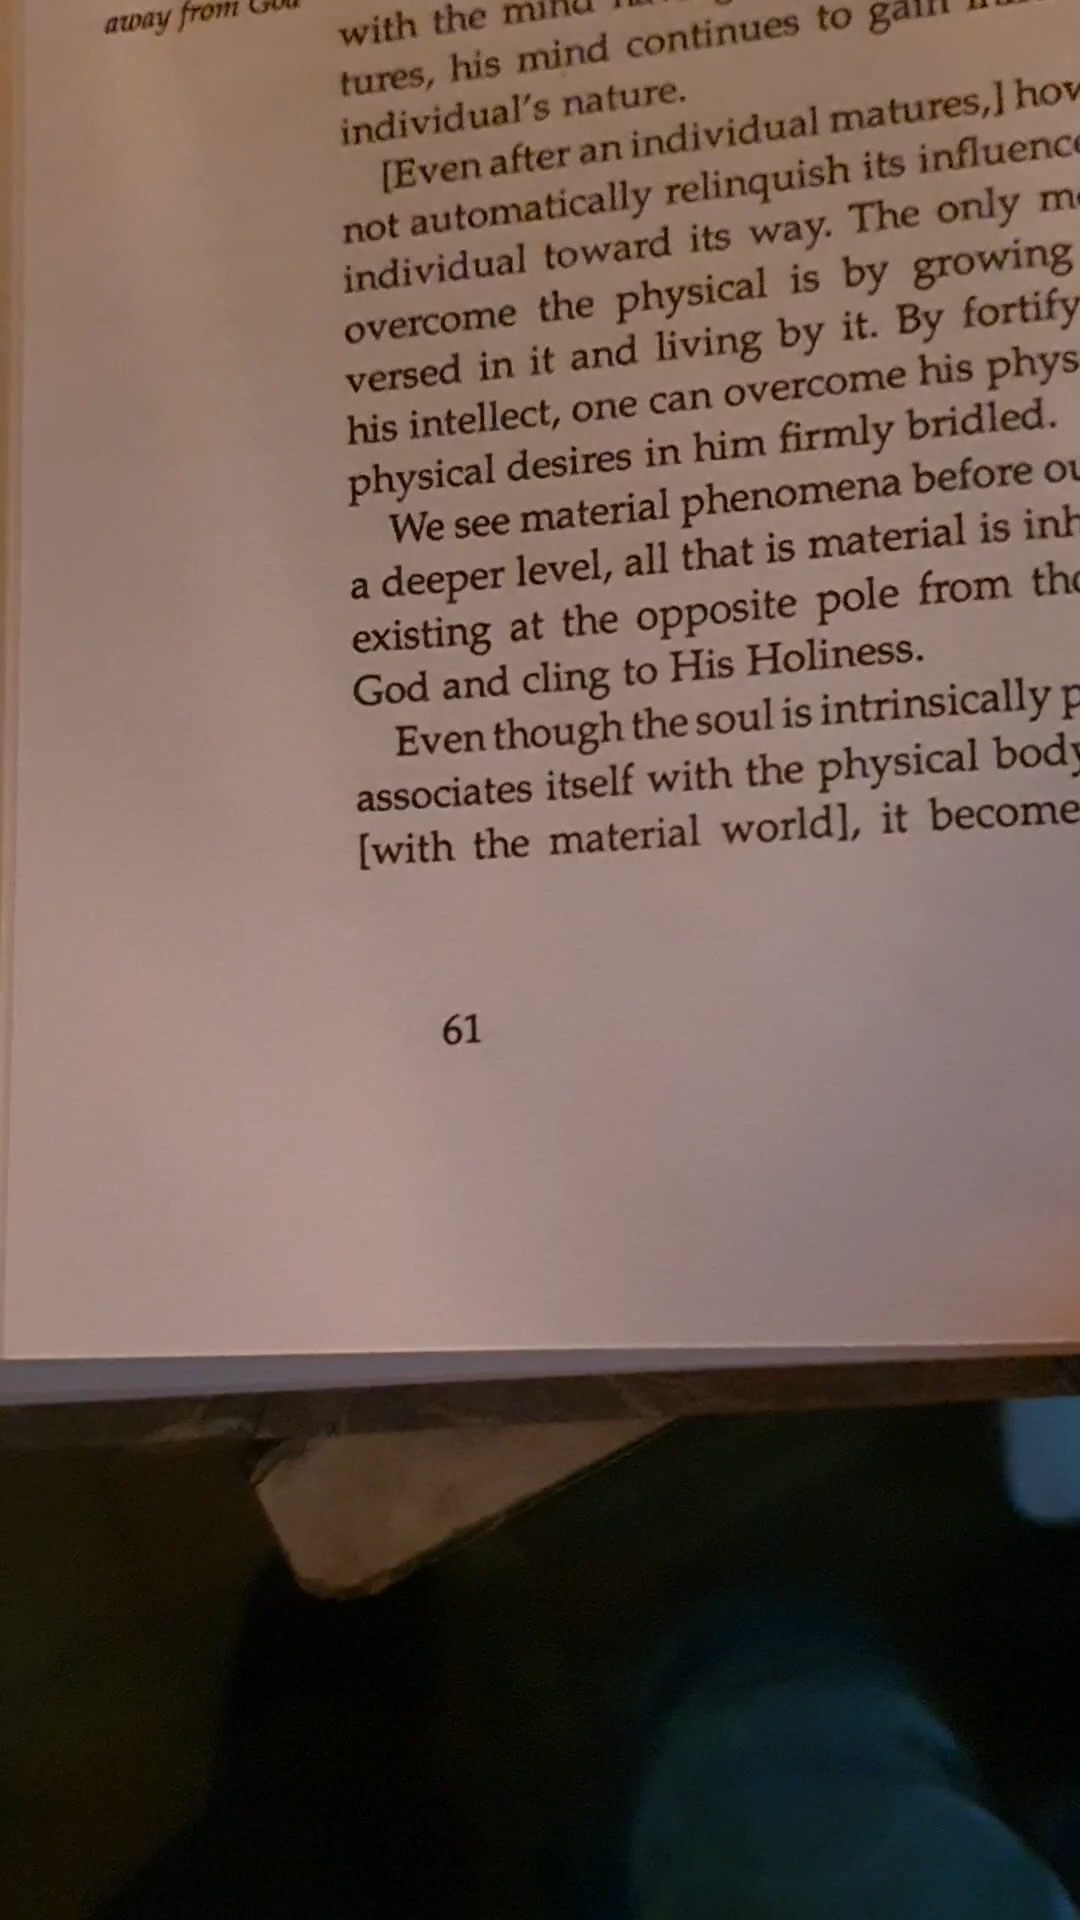 away from God
with the mind
tures, his mind continues to gain
individual's nature.
[Even after an individual matures,] how
not automatically relinquish its influence
individual toward its way. The only me
overcome the physical is by growing
versed in it and living by it. By fortify
his intellect, one can overcome his phys
physical desires in him firmly bridled.
We see material phenomena before ou
a deeper level, all that is material is inh
existing at the opposite pole from tho
God and cling to His Holiness.
Even though the soul is intrinsically p
associates itself with the physical body
[with the material world], it become
61